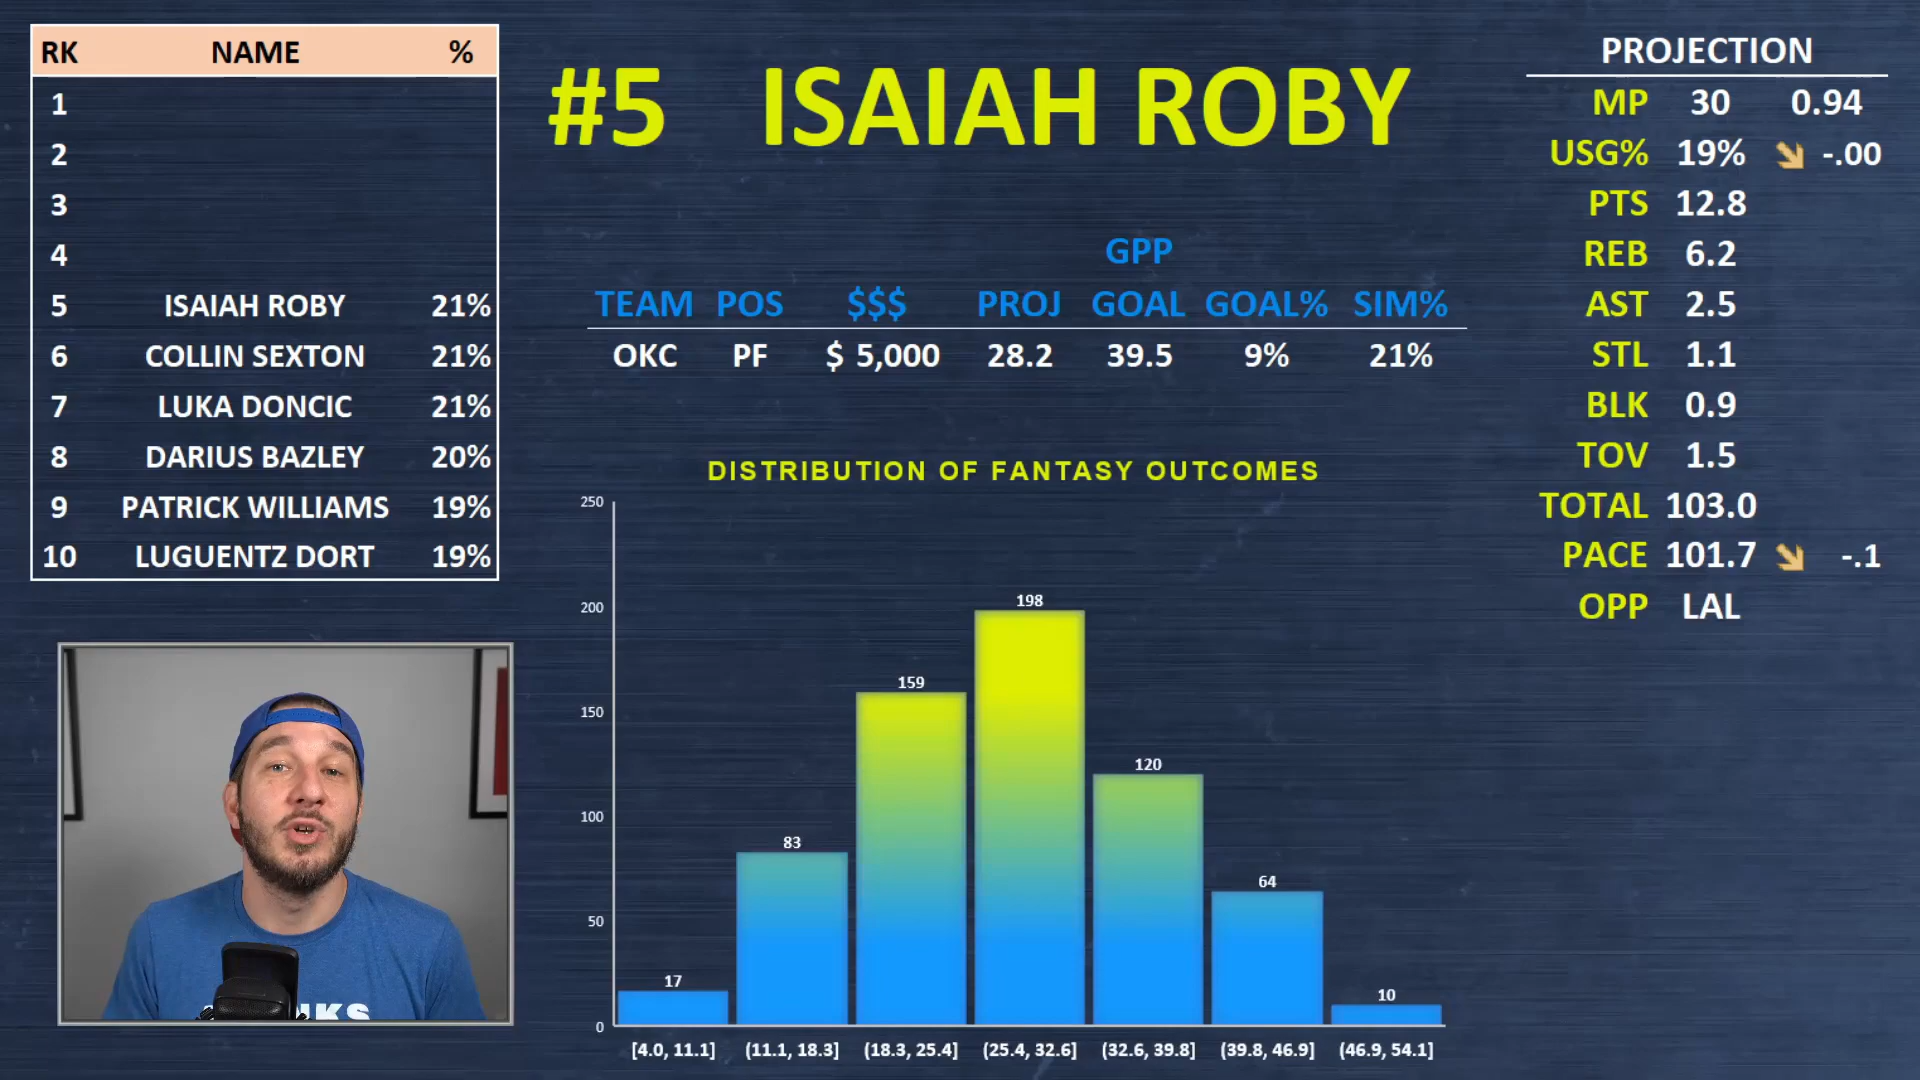 RK NAME %
1
2
3
4
5 ISAIAH ROBY 21%
6 COLLIN SEXTON 21%
7 LUKA DONCIC 21%
8 DARIUS BAZLEY 20%
9 PATRICK WILLIAMS 19%
10 LUGUENTZ DORT 19%
#5 ISAIAH ROBY
GPP
TEAM POS $$$ PROJ GOAL GOAL% SIM%
OKC PF $ 5,000 28.2 39.5 9% 21%
DISTRIBUTION OF FANTASY OUTCOMES
250
200
150
100
50
0
17
83
159
198
120
64
10
[4.0, 11.1] (11.1, 18.3] (18.3, 25.4] (25.4, 32.6] (32.6, 39.8] (39.8, 46.9] (46.9, 54.1]
PROJECTION
MP 30 0.94
USG% 19% -.00
PTS 12.8
REB 6.2
AST 2.5
STL 1.1
BLK 0.9
TOV 1.5
TOTAL 103.0
PACE 101.7 -.1
OPP LAL